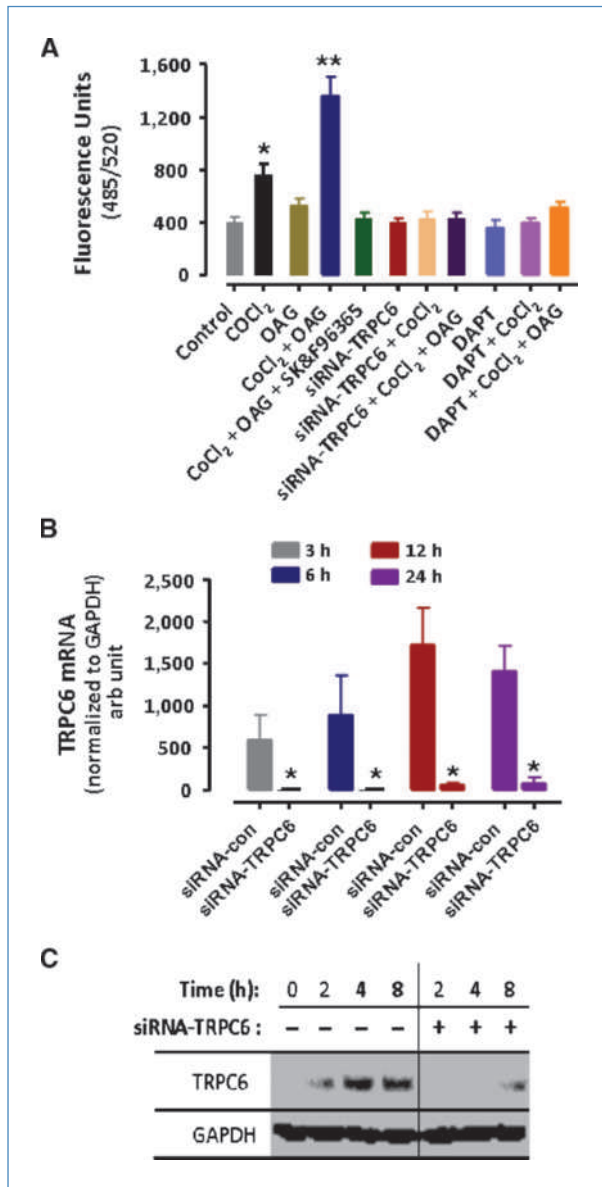 A
Fluorescence Units
(485/520)
1,600
1,200
800
400
0
*
**
Control
COCl₂
OAG
CoCl₂ + OAG
CoCl₂ + OAG + SK&F96365
siRNA-TRPC6
siRNA-TRPC6 + CoCl₂
siRNA-TRPC6 + CoCl₂ + OAG
DAPT
DAPT + CoCl₂
DAPT + CoCl₂ + OAG
B
3 h
12 h
6 h
24 h
TRPC6 mRNA
(normalized to GAPDH)
arb unit
2,500
2,000
1,500
1,000
500
0
* * * *
siRNA-con
siRNA-TRPC6
siRNA-con
siRNA-TRPC6
siRNA-con
siRNA-TRPC6
siRNA-con
siRNA-TRPC6
C
Time (h): 0 2 4 8 2 4 8
siRNA-TRPC6 : – – – – + + +
TRPC6
GAPDH